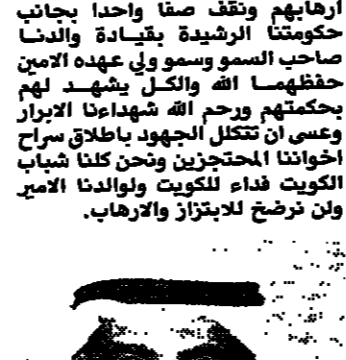 ارهابهم ونقف صفا واحدا بجانب
حكومتنا الرشيدة بقيادة والدنا
صاحب السمو وسمو ولي عهده الامين
حفظهما الله والكل يشهد لهم
بحكمتهم ورحم الله شهداءنا الابرار
وعسى ان تتكلل الجهود باطلاق سراح
اخواننا المحتجزين ونحن كلنا شباب
الكويت فداء للكويت ولوالدنا الامير
ولن نرضخ للابتزاز والارهاب.